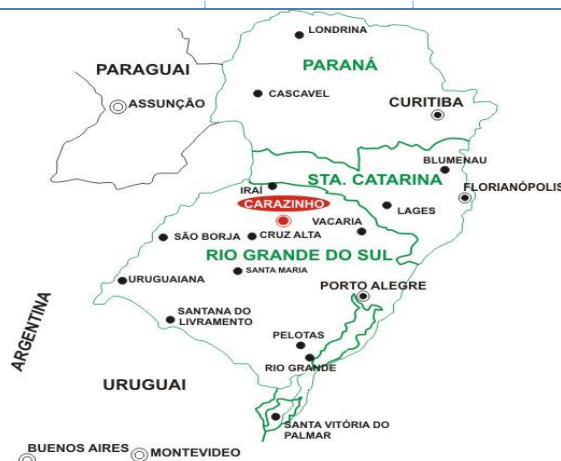 LONDRINA
PARAGUAI
PARANÁ
CASCAVEL
ASSUNÇÃO
CURITIBA
BLUMENAU
STA. CATARINA
IRAÍ
FLORIANÓPOLIS
CARAZINHO
LAGES
VACARIA
SÃO BORJA
CRUZ ALTA
RIO GRANDE DO SUL
SANTA MARIA
URUGUAIANA
PORTO ALEGRE
SANTANA DO
LIVRAMENTO
ARGENTINA
PELOTAS
RIO GRANDE
URUGUAI
SANTA VITÓRIA DO
PALMAR
BUENOS AIRES
MONTEVIDEO